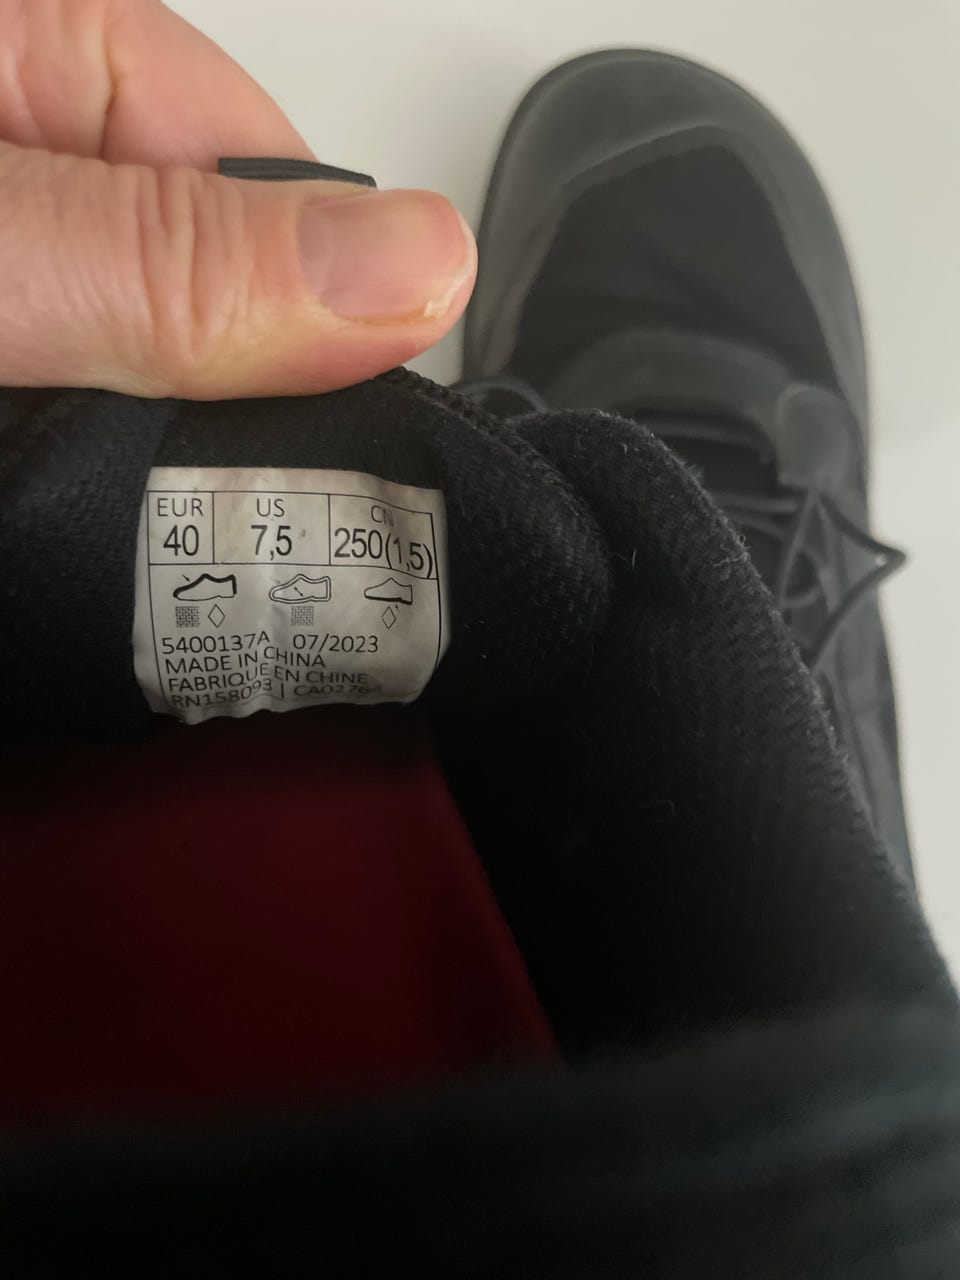 EUR US CN
40 7,5 250(1,5)
5400137A 07/2023
MADE IN CHINA
FABRIQUE EN CHINE
RN158093 | CA02764